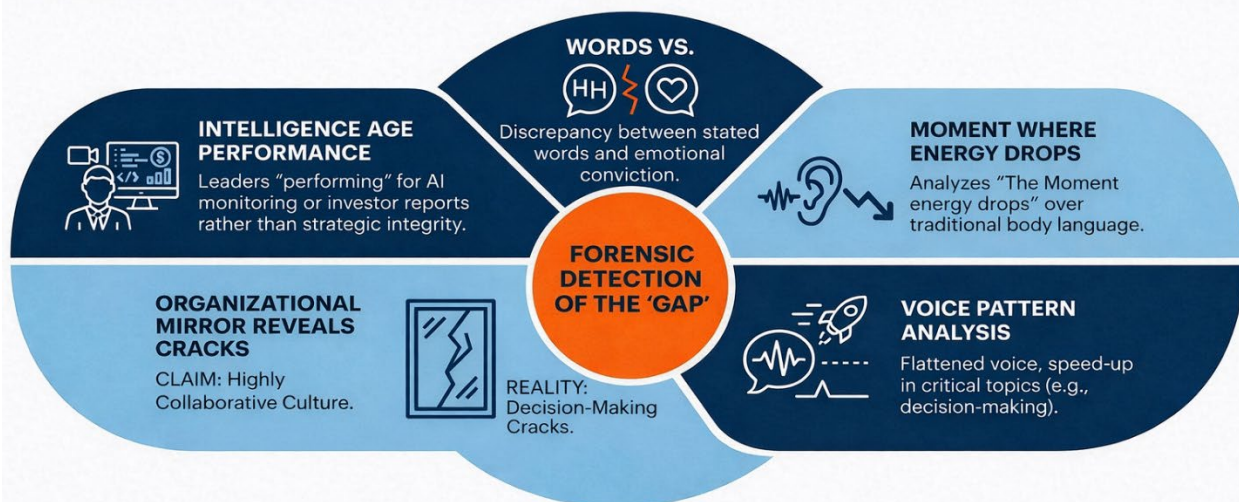 WORDS VS.
HH
Discrepancy between stated
words and emotional
conviction.
INTELLIGENCE AGE
PERFORMANCE
Leaders "performing" for AI
monitoring or investor reports
rather than strategic integrity.
$
</>
MOMENT WHERE
ENERGY DROPS
Analyzes "The Moment
energy drops" over
traditional body language.
FORENSIC
DETECTION
OF THE 'GAP'
ORGANIZATIONAL
MIRROR REVEALS
CRACKS
CLAIM: Highly
Collaborative Culture.
REALITY:
Decision-Making
Cracks.
VOICE PATTERN
ANALYSIS
Flattened voice, speed-up
in critical topics (e.g.,
decision-making).